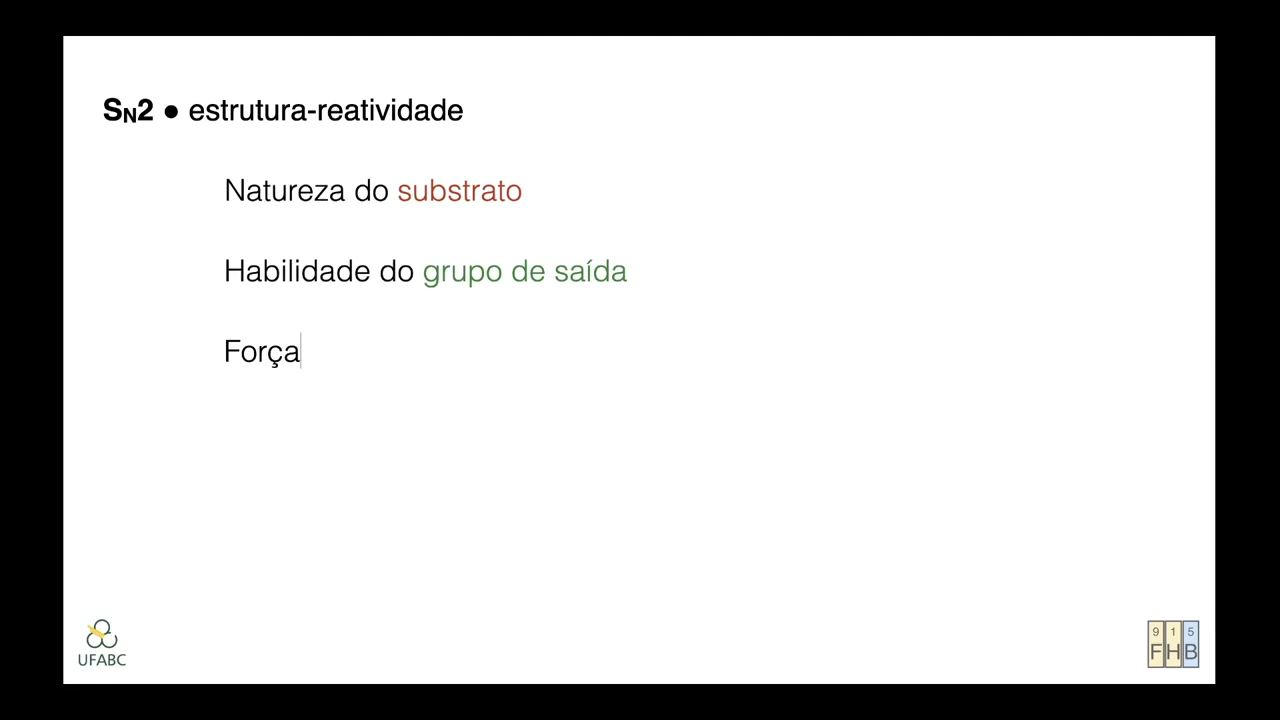 SN2 ● estrutura-reatividade
Natureza do substrato
Habilidade do grupo de saída
Força
UFABC
9 1 5
F H B